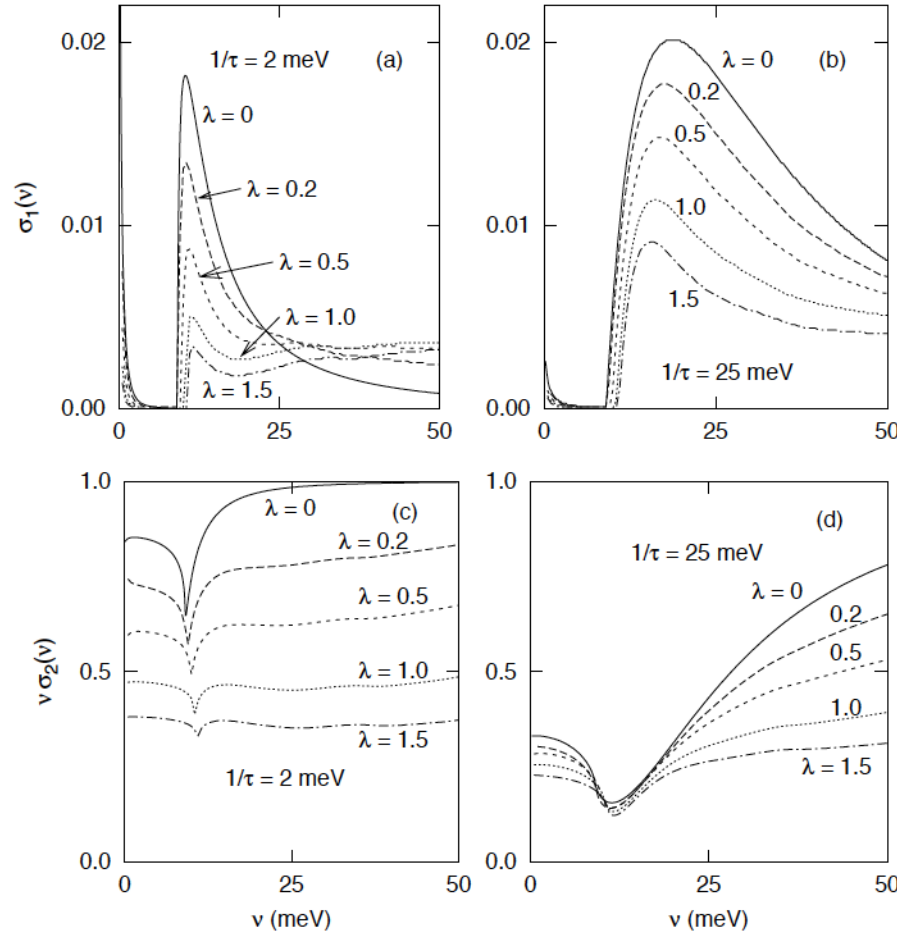 0.02
1/τ = 2 meV
(a)
λ = 0
λ = 0.2
λ = 0.5
λ = 1.0
λ = 1.5
0.01
0.00
σ₁(ν)
0
25
50
0.02
λ = 0
(b)
0.2
0.5
1.0
1.5
0.01
1/τ = 25 meV
0.00
0
25
50
1.0
λ = 0
(c)
λ = 0.2
λ = 0.5
0.5
λ = 1.0
λ = 1.5
1/τ = 2 meV
0.0
ν σ₂(ν)
0
25
50
ν (meV)
1.0
(d)
1/τ = 25 meV
λ = 0
0.2
0.5
0.5
1.0
λ = 1.5
0.0
0
25
50
ν (meV)